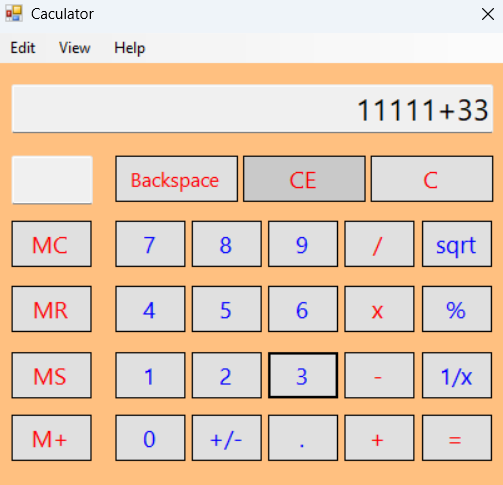 Caculator
Edit View Help
11111+33
Backspace CE C
MC 7 8 9 / sqrt
MR 4 5 6 x %
MS 1 2 3 - 1/x
M+ 0 +/- . + =